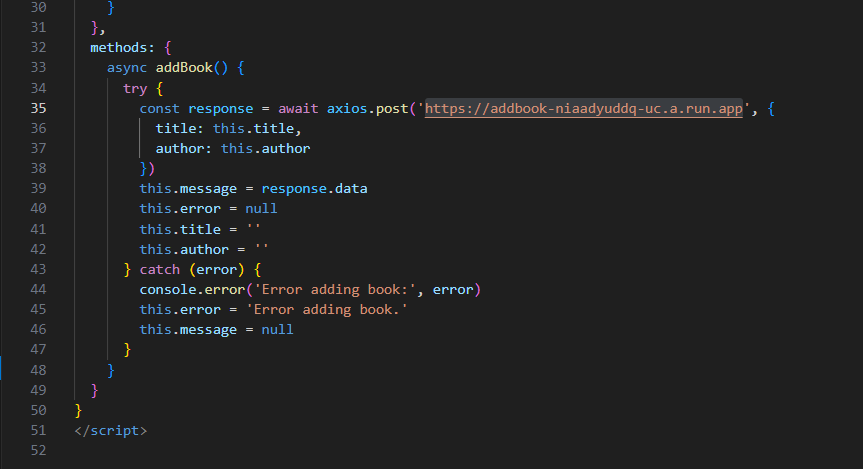 30       }
31     },
32     methods: {
33       async addBook() {
34         try {
35           const response = await axios.post('https://addbook-niaadyuddq-uc.a.run.app', {
36             title: this.title,
37             author: this.author
38           })
39           this.message = response.data
40           this.error = null
41           this.title = ''
42           this.author = ''
43         } catch (error) {
44           console.error('Error adding book:', error)
45           this.error = 'Error adding book.'
46           this.message = null
47         }
48       }
49     }
50   }
51   </script>
52